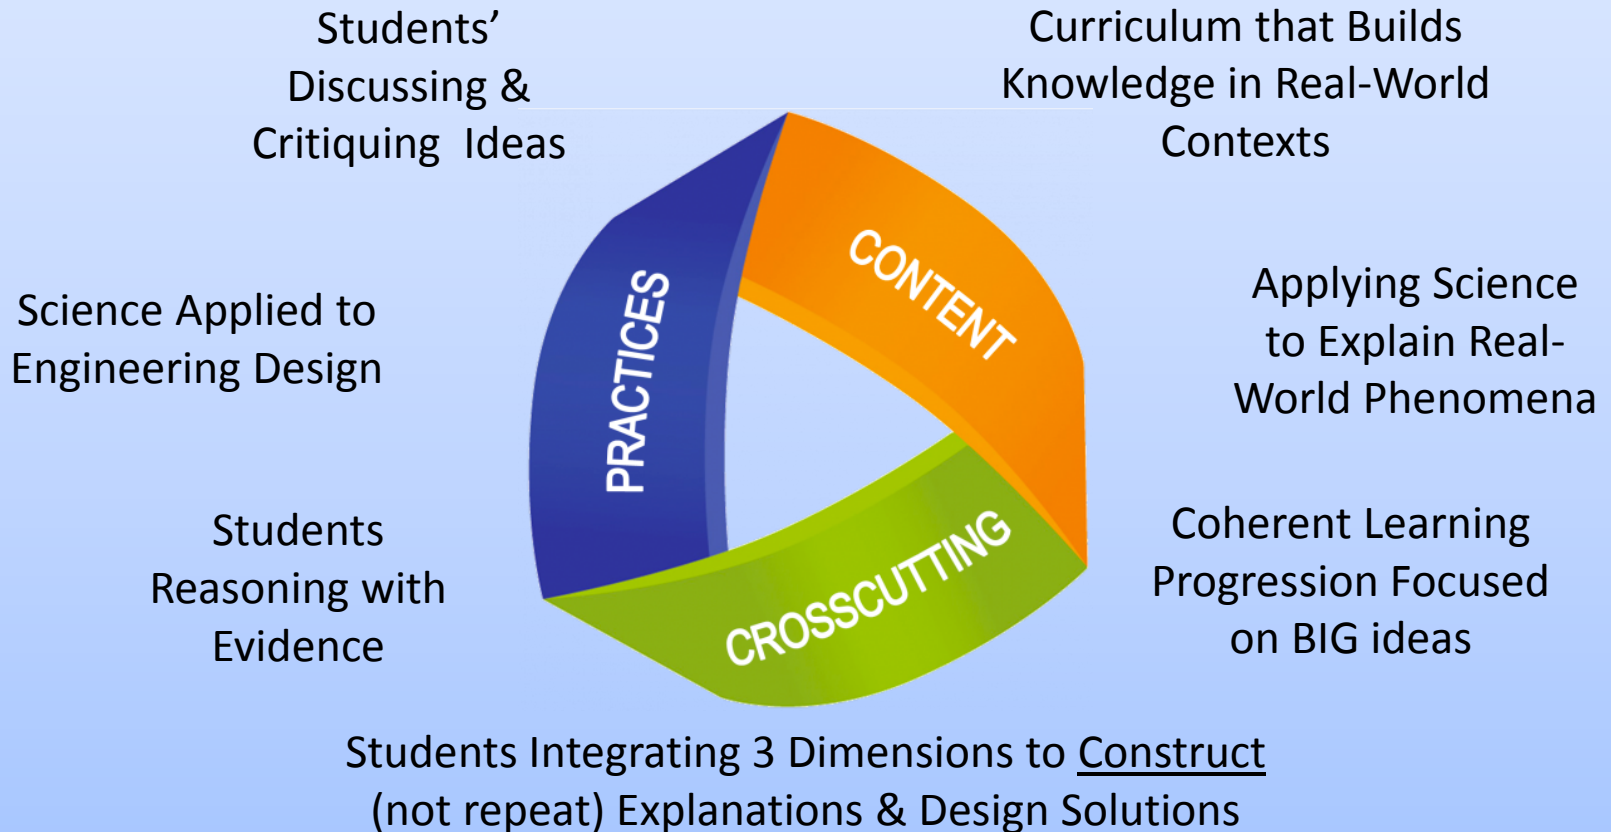 Students’
Discussing &
Critiquing  Ideas
Curriculum that Builds
Knowledge in Real-World
Contexts
Science Applied to
Engineering Design
PRACTICES
CONTENT
Applying Science
to Explain Real-
World Phenomena
Students
Reasoning with
Evidence
CROSSCUTTING
Coherent Learning
Progression Focused
on BIG ideas
Students Integrating 3 Dimensions to Construct
(not repeat) Explanations & Design Solutions